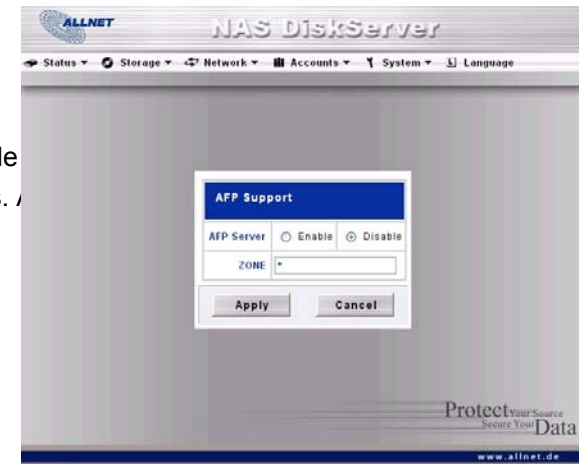 ALLNET
NAS DiskServer
Status Storage Network Accounts System Language
le
s. A
AFP Support
AFP Server Enable Disable
ZONE *
Apply Cancel
Protect Your Source
Secure Your Data
www.allnet.de